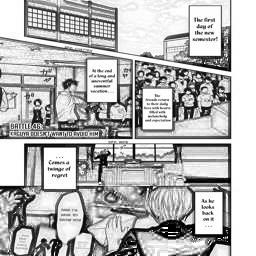 The first
day of
the new
semester!
At the end
of a long and
uneventful
summer
vacation...
The
friends return
to their daily
lives with hearts
filled with
melancholy
and expectation
BATTLE 46:
KAGUYA DOESN'T WANT TO AVOID HIM
...
Comes a
twinge of
regret
As he
looks
back
on it
...